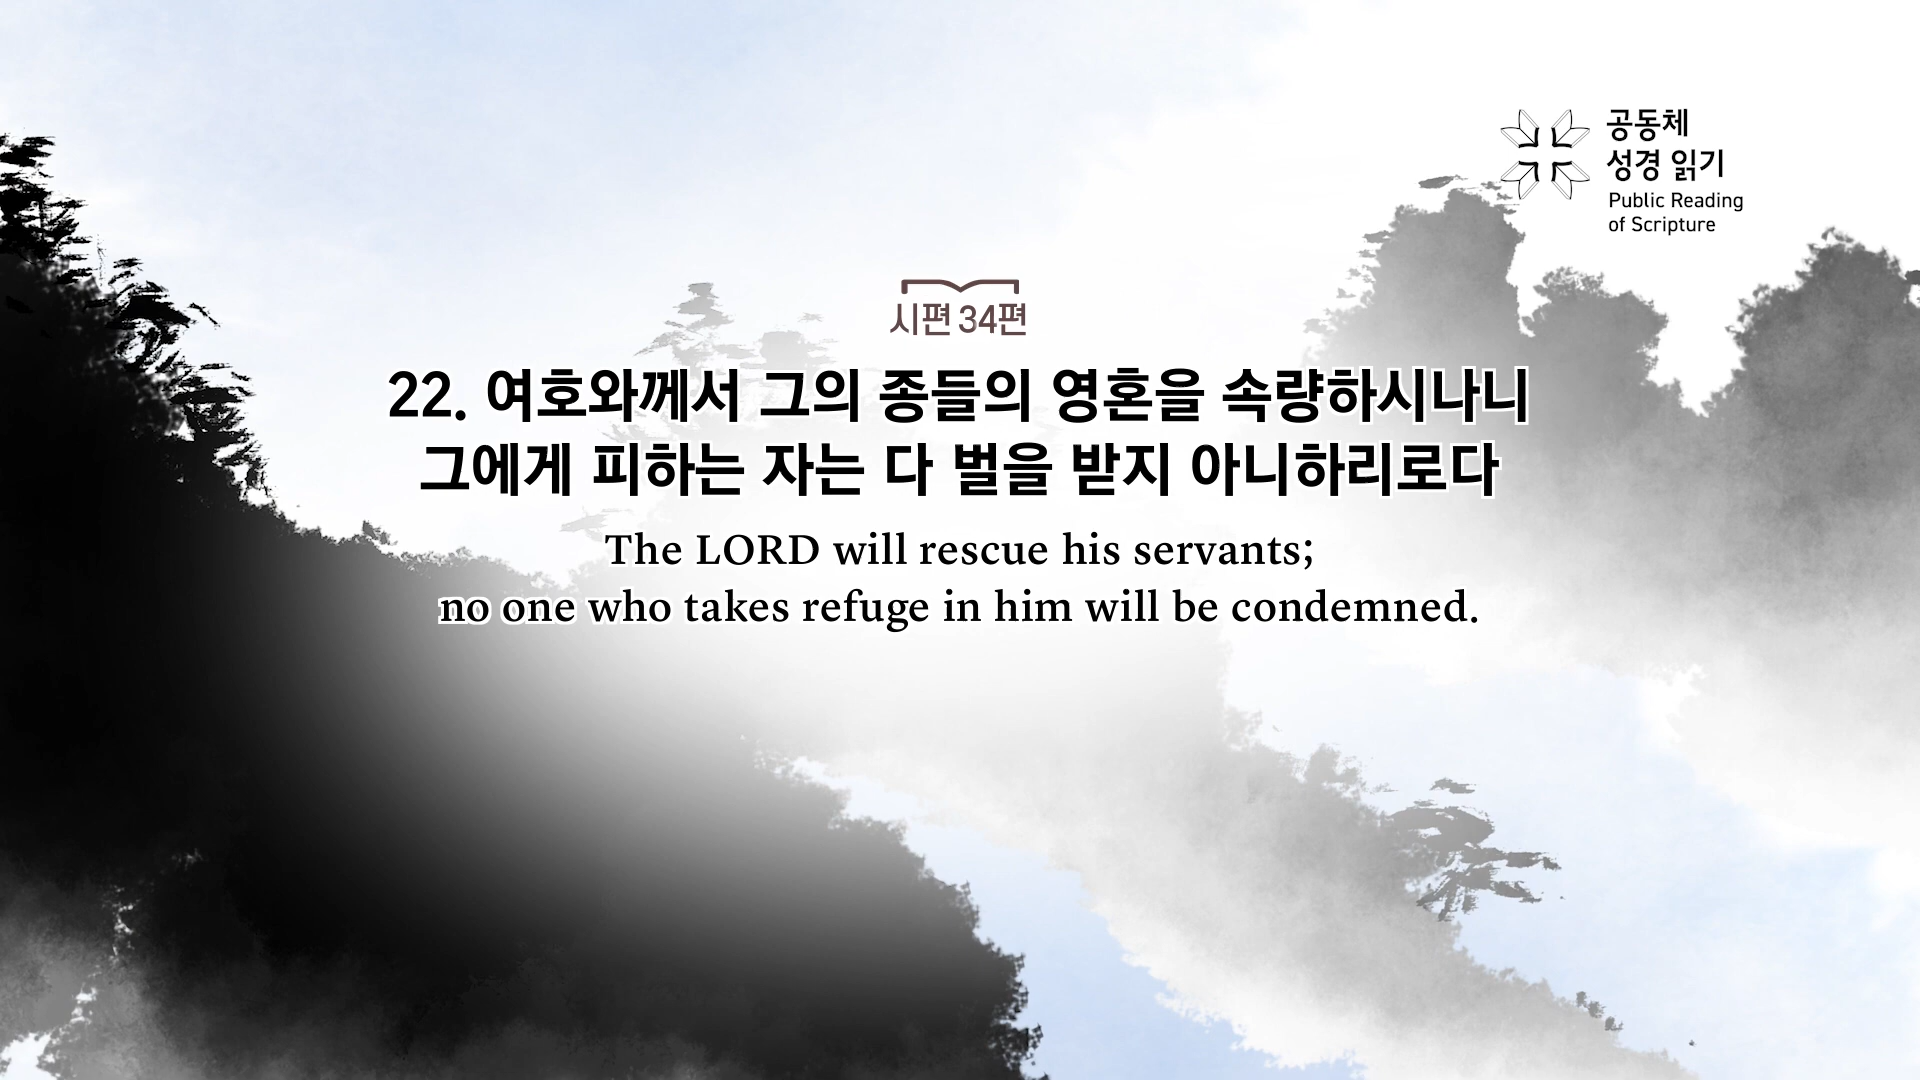 공동체
성경 읽기
Public Reading
of Scripture
시편 34편
22. 여호와께서 그의 종들의 영혼을 속량하시나니
그에게 피하는 자는 다 벌을 받지 아니하리로다
The LORD will rescue his servants;
no one who takes refuge in him will be condemned.